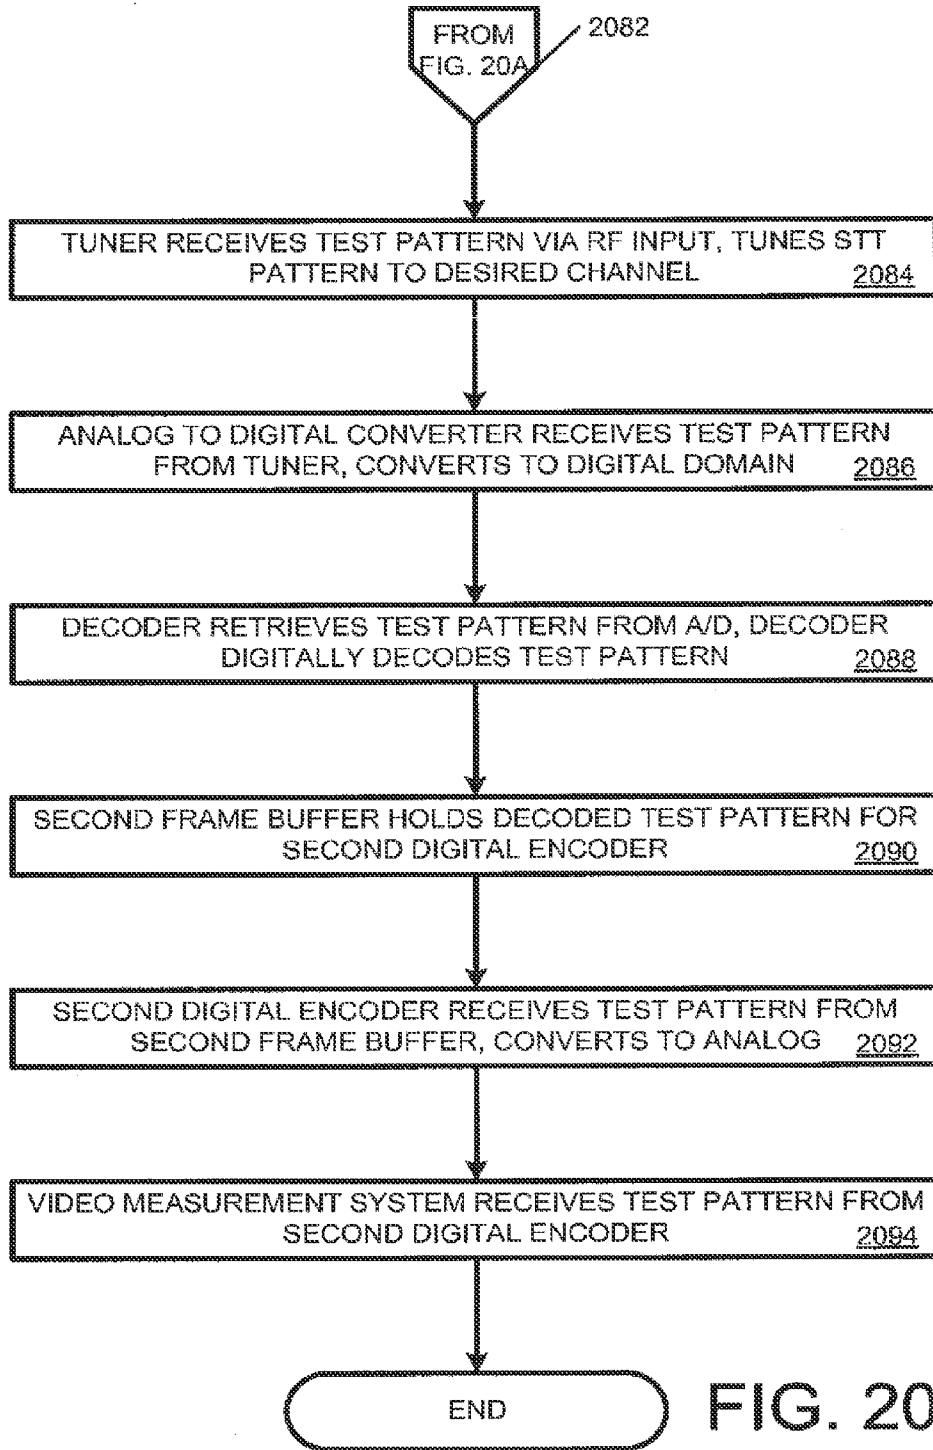 FROM
FIG. 20A
2082
TUNER RECEIVES TEST PATTERN VIA RF INPUT, TUNES STT
PATTERN TO DESIRED CHANNEL
2084
ANALOG TO DIGITAL CONVERTER RECEIVES TEST PATTERN
FROM TUNER, CONVERTS TO DIGITAL DOMAIN
2086
DECODER RETRIEVES TEST PATTERN FROM A/D, DECODER
DIGITALLY DECODES TEST PATTERN
2088
SECOND FRAME BUFFER HOLDS DECODED TEST PATTERN FOR
SECOND DIGITAL ENCODER
2090
SECOND DIGITAL ENCODER RECEIVES TEST PATTERN FROM
SECOND FRAME BUFFER, CONVERTS TO ANALOG
2092
VIDEO MEASUREMENT SYSTEM RECEIVES TEST PATTERN FROM
SECOND DIGITAL ENCODER
2094
END
FIG. 20